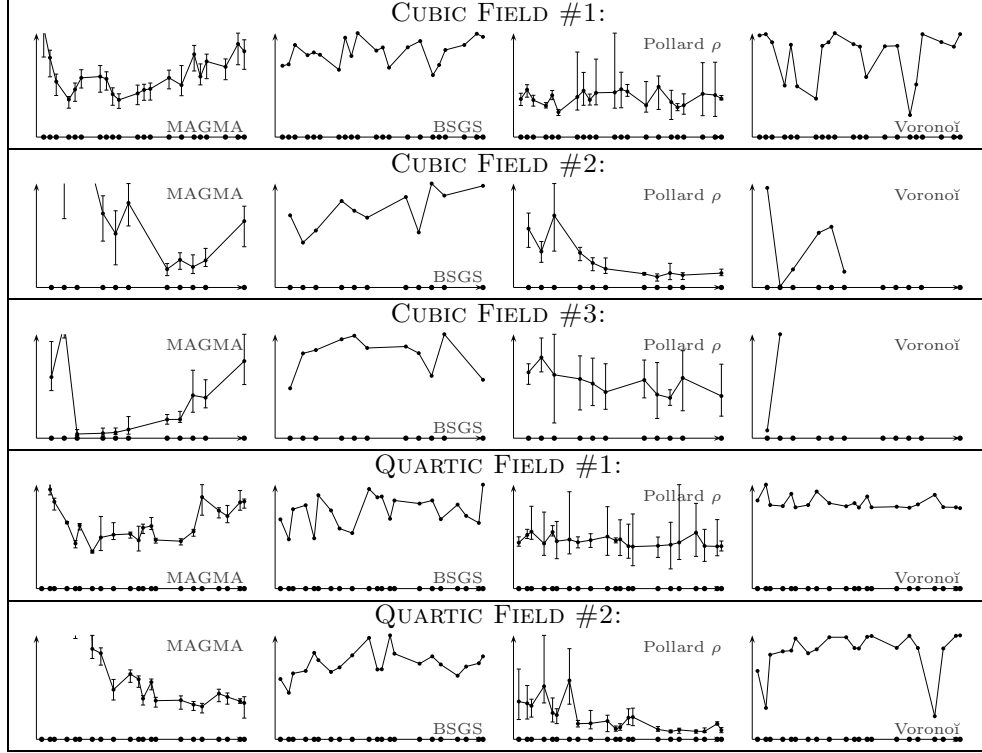 CUBIC FIELD #1:
MAGMA
BSGS
Pollard ρ
Voronoĭ
CUBIC FIELD #2:
MAGMA
BSGS
Pollard ρ
Voronoĭ
CUBIC FIELD #3:
MAGMA
BSGS
Pollard ρ
Voronoĭ
QUARTIC FIELD #1:
MAGMA
BSGS
Pollard ρ
Voronoĭ
QUARTIC FIELD #2:
MAGMA
BSGS
Pollard ρ
Voronoĭ